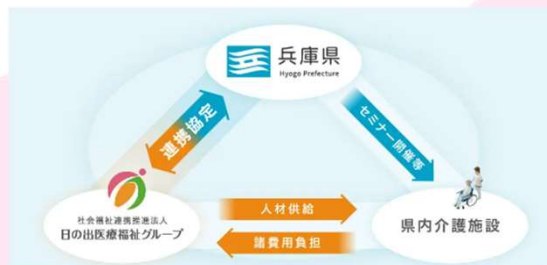 兵庫県
Hyogo Prefecture
連携協定
セミナー開催等
社会福祉連携推進法人
日の出医療福祉グループ
人材供給
諸費用負担
県内介護施設